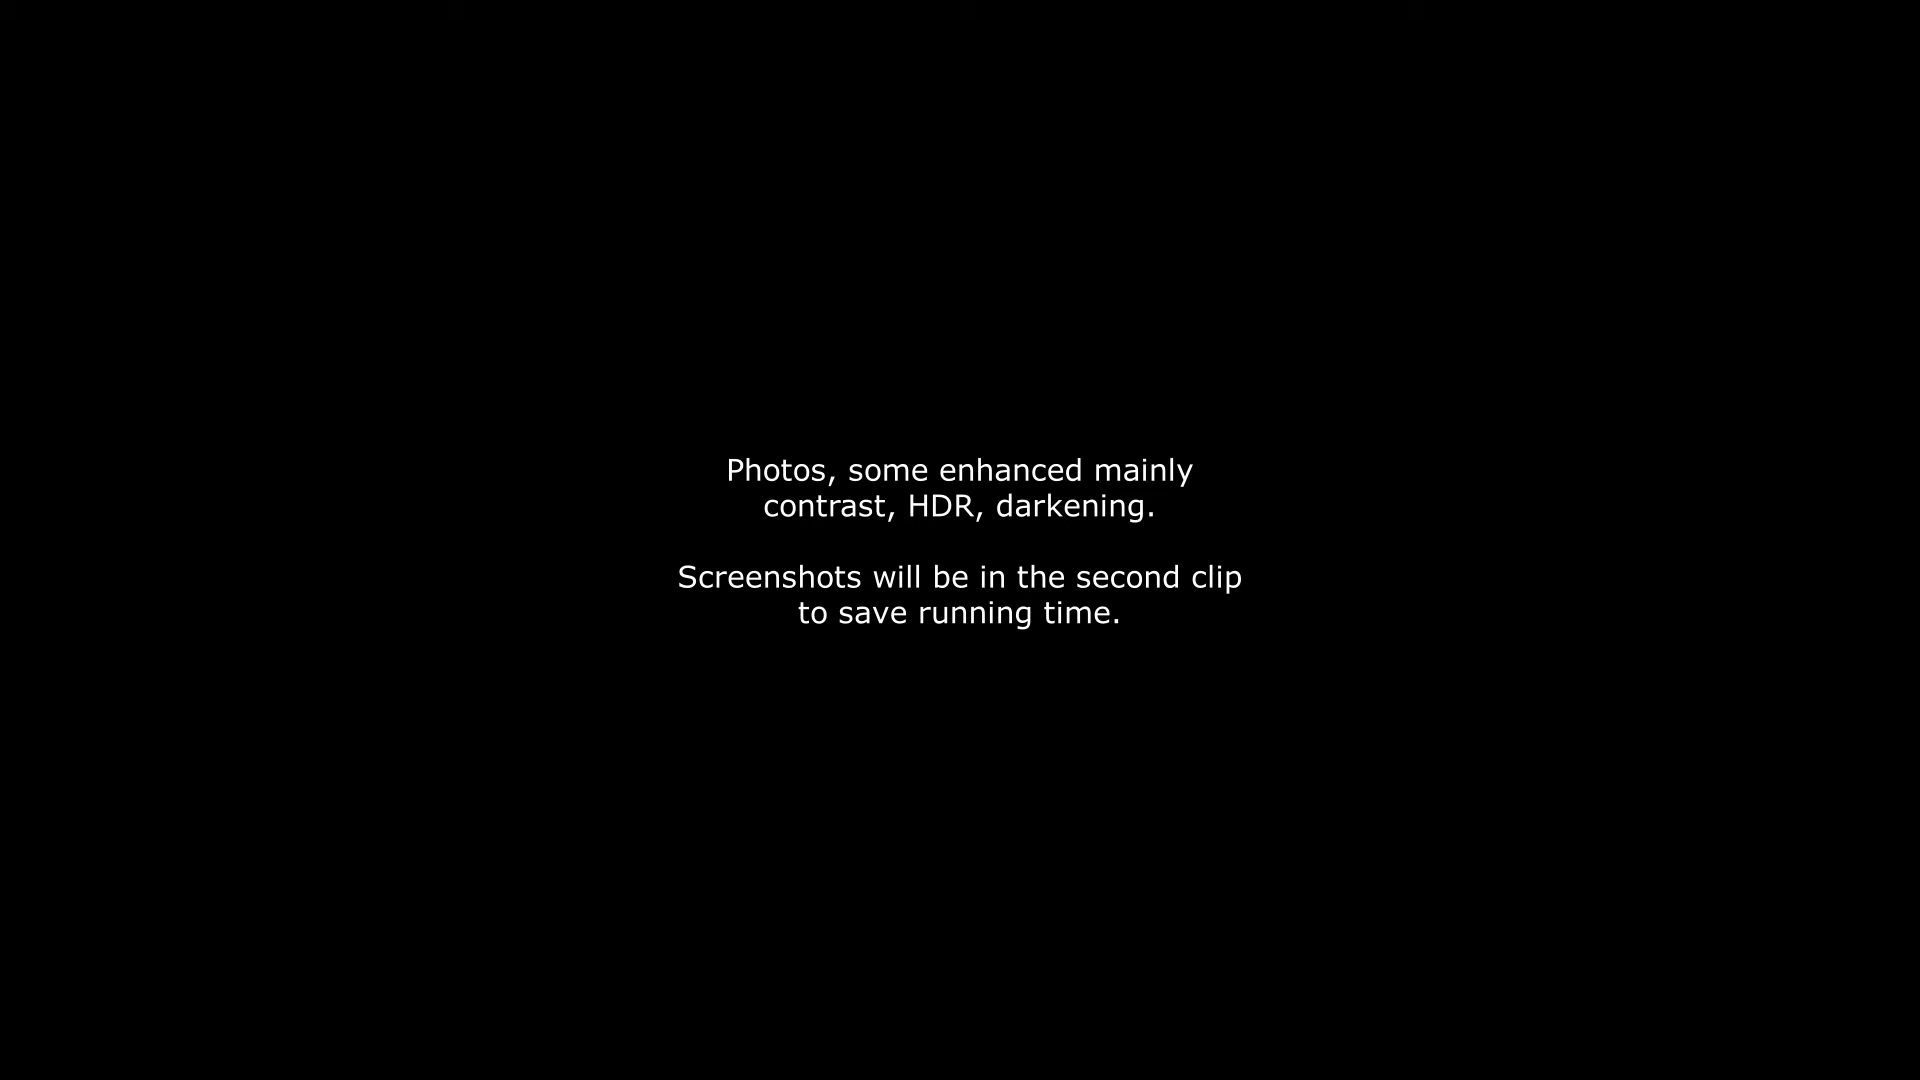 Photos, some enhanced mainly
contrast, HDR, darkening.
Screenshots will be in the second clip
to save running time.